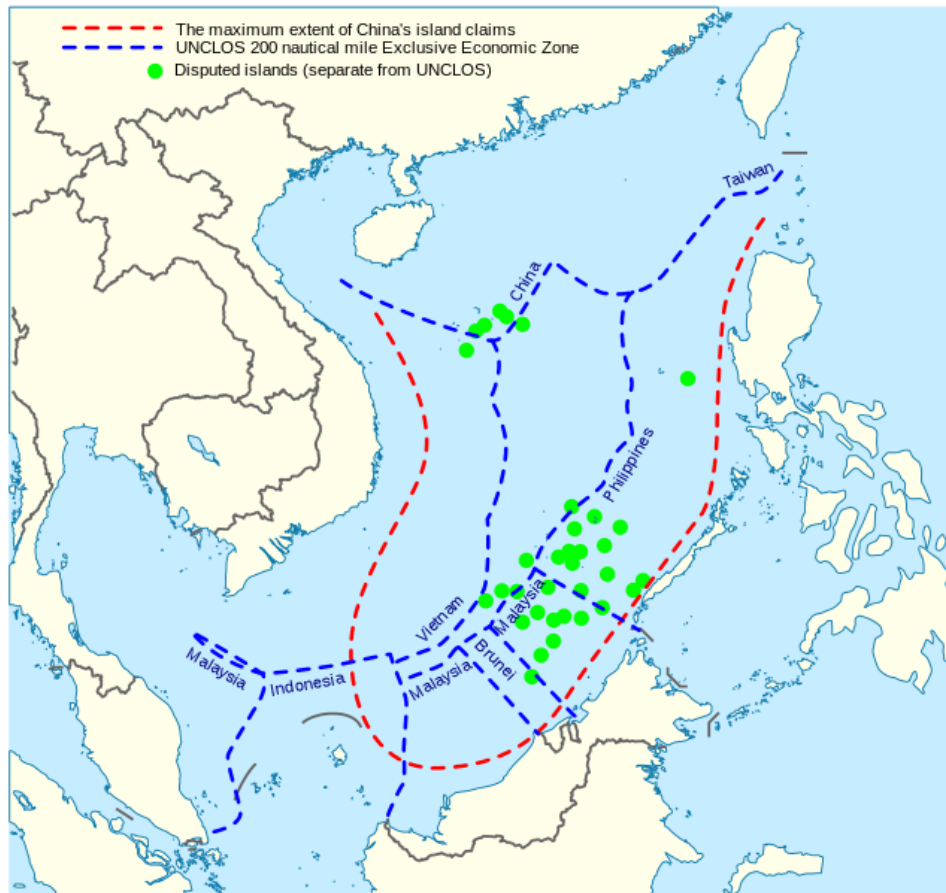 The maximum extent of China's island claims
UNCLOS 200 nautical mile Exclusive Economic Zone
Disputed islands (separate from UNCLOS)
Taiwan
China
Philippines
Malaysia
Vietnam
Brunei
Malaysia
Indonesia
Malaysia